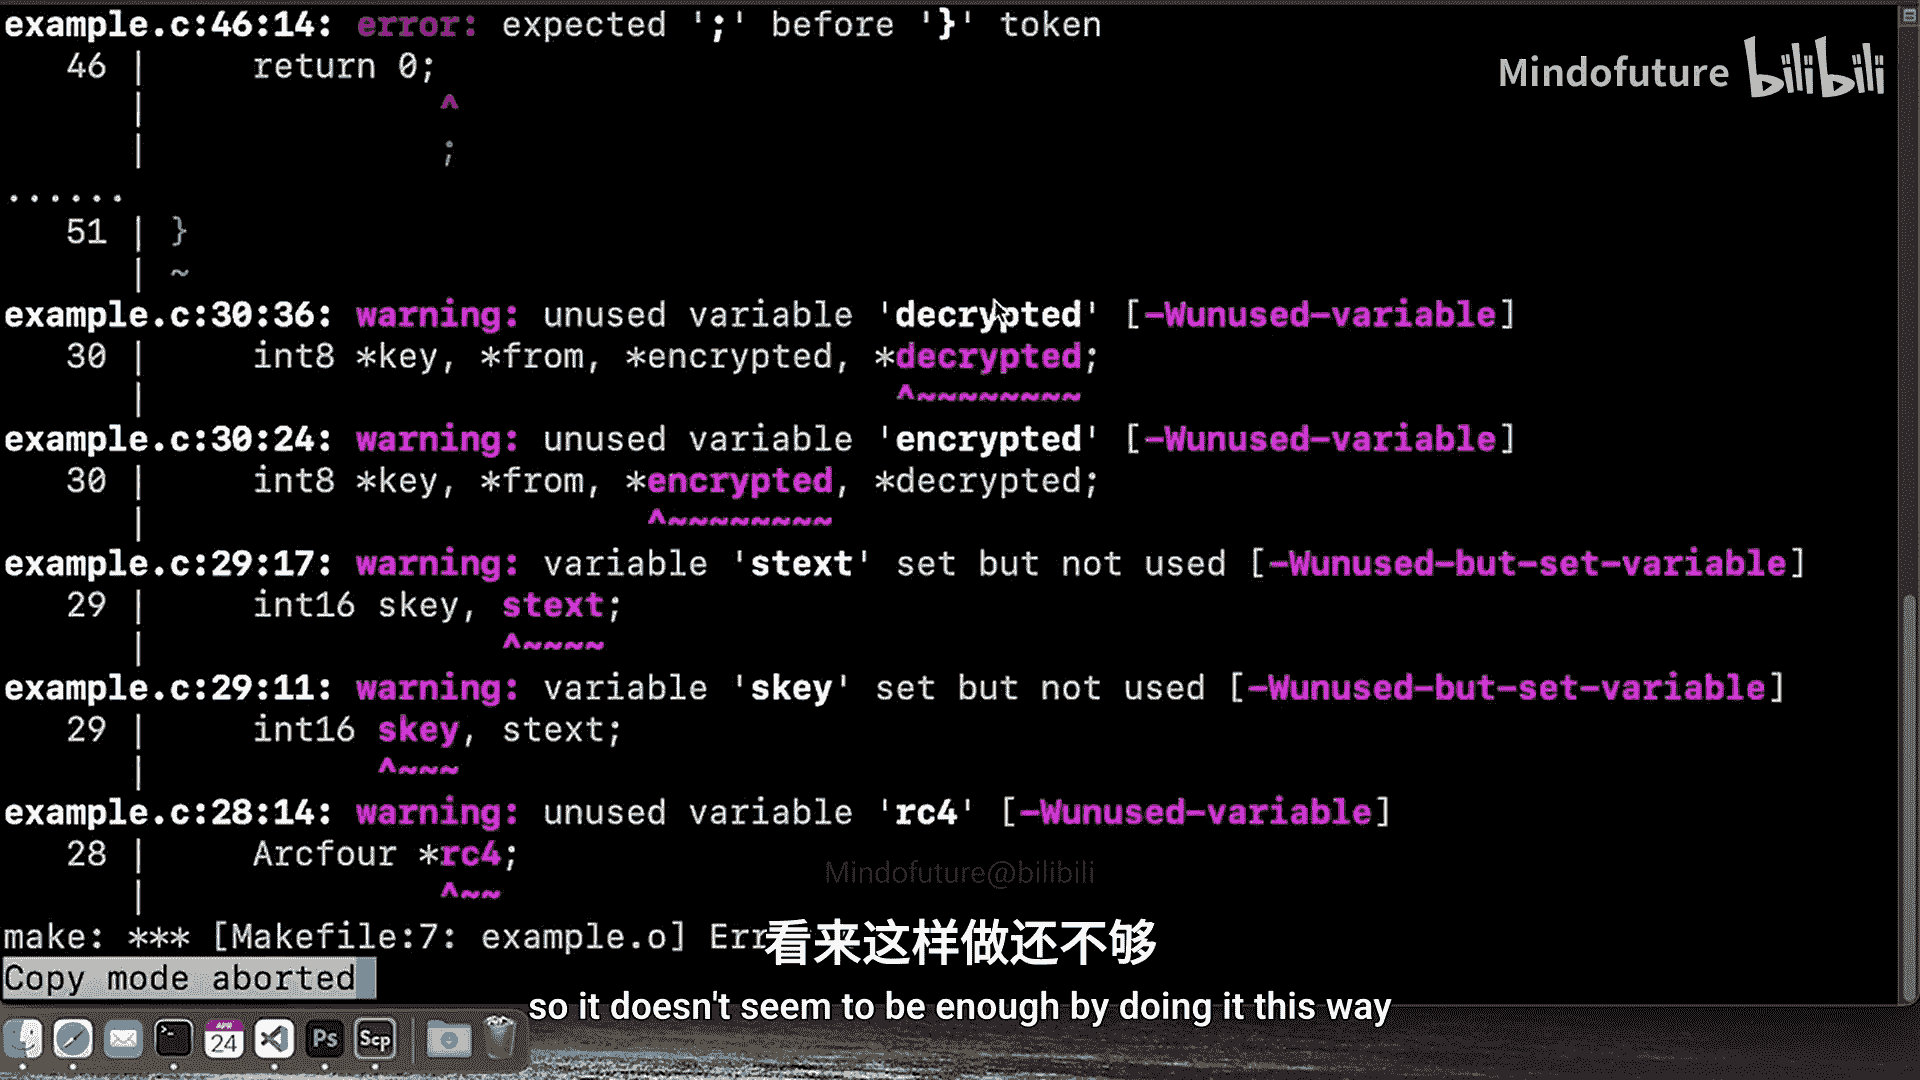 example.c:46:14: error: expected ';' before '}' token
46 |     return 0;
|              ^
|              ;
......
51 | }
| ~
example.c:30:36: warning: unused variable 'decrypted' [-Wunused-variable]
30 |     int8 *key, *from, *encrypted, *decrypted;
|                                    ^~~~~~~~~
example.c:30:24: warning: unused variable 'encrypted' [-Wunused-variable]
30 |     int8 *key, *from, *encrypted, *decrypted;
|                        ^~~~~~~~~
example.c:29:17: warning: variable 'stext' set but not used [-Wunused-but-set-variable]
29 |     int16 skey, stext;
|                 ^~~~~
example.c:29:11: warning: variable 'skey' set but not used [-Wunused-but-set-variable]
29 |     int16 skey, stext;
|           ^~~~
example.c:28:14: warning: unused variable 'rc4' [-Wunused-variable]
28 |     Arcfour *rc4;
|              ^~~
make: *** [Makefile:7: example.o] Err
Copy mode aborted
Mindofuture bilibili
Mindofuture@bilibili
看来这样做还不够
so it doesn't seem to be enough by doing it this way
APR
24
Ps
Scp